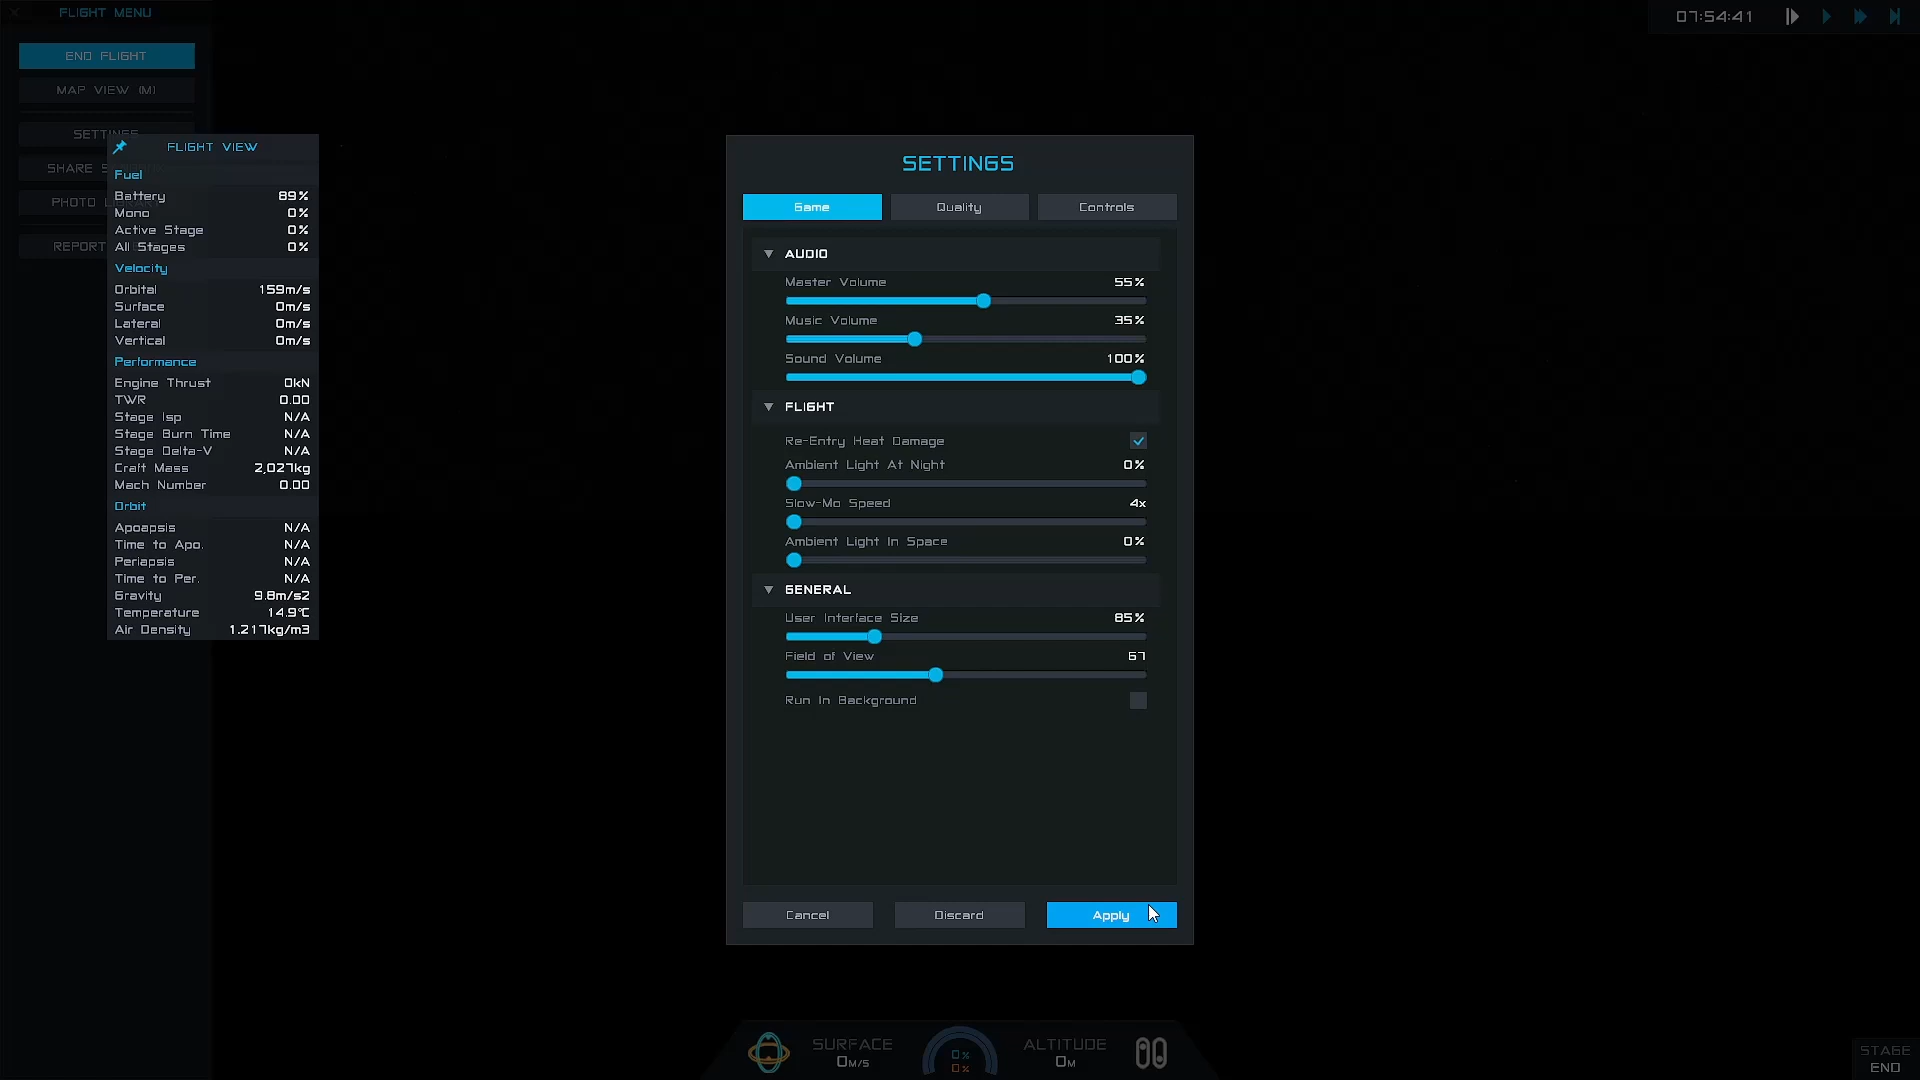 FLIGHT MENU
07:54:41
END FLIGHT
MAP VIEW (M)
SETTINGS
SHARE
PHOTO
REPORT
FLIGHT VIEW
Fuel
Battery 89%
Mono 0%
Active Stage 0%
All Stages 0%
Velocity
Orbital 159m/s
Surface 0m/s
Lateral 0m/s
Vertical 0m/s
Performance
Engine Thrust 0kN
TWR 0.00
Stage Isp N/A
Stage Burn Time N/A
Stage Delta-V N/A
Craft Mass 2,027kg
Mach Number 0.00
Orbit
Apoapsis N/A
Time to Apo. N/A
Periapsis N/A
Time to Per. N/A
Gravity 9.8m/s2
Temperature 14.9°C
Air Density 1.217kg/m3
SETTINGS
Game Quality Controls
AUDIO
Master Volume 55%
Music Volume 35%
Sound Volume 100%
FLIGHT
Re-Entry Heat Damage
Ambient Light At Night 0%
Slow-Mo Speed 4x
Ambient Light In Space 0%
GENERAL
User Interface Size 85%
Field of View 67
Run In Background
Cancel Discard Apply
SURFACE
0M/S
0%
0%
ALTITUDE
0M
STAGE
END